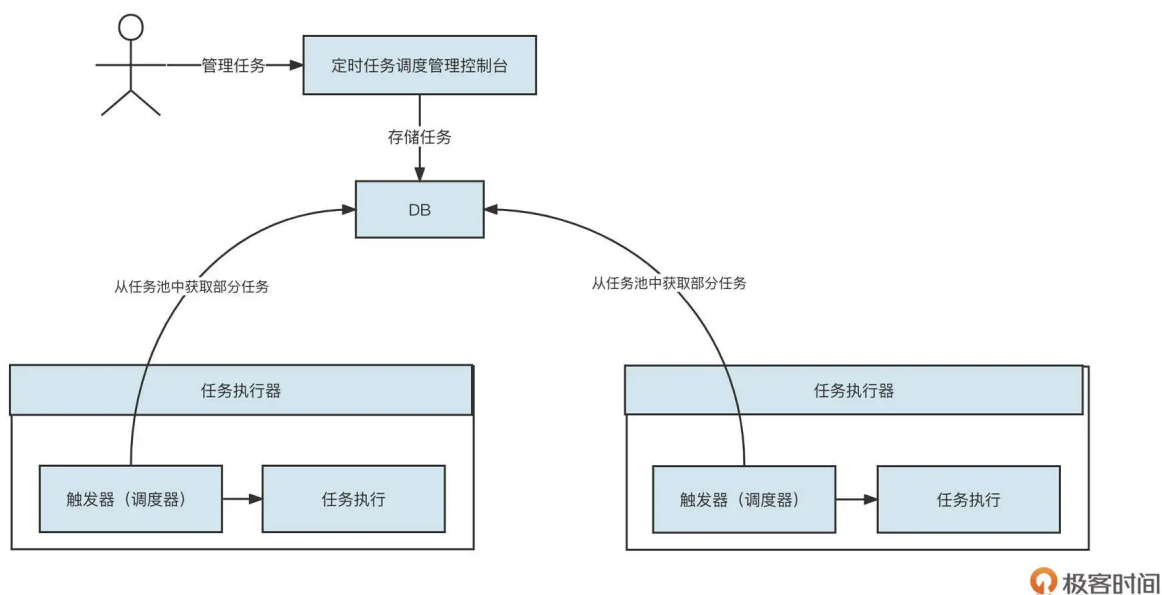 管理任务
定时任务调度管理控制台
存储任务
DB
从任务池中获取部分任务
从任务池中获取部分任务
任务执行器
任务执行器
触发器（调度器）
任务执行
触发器（调度器）
任务执行
极客时间